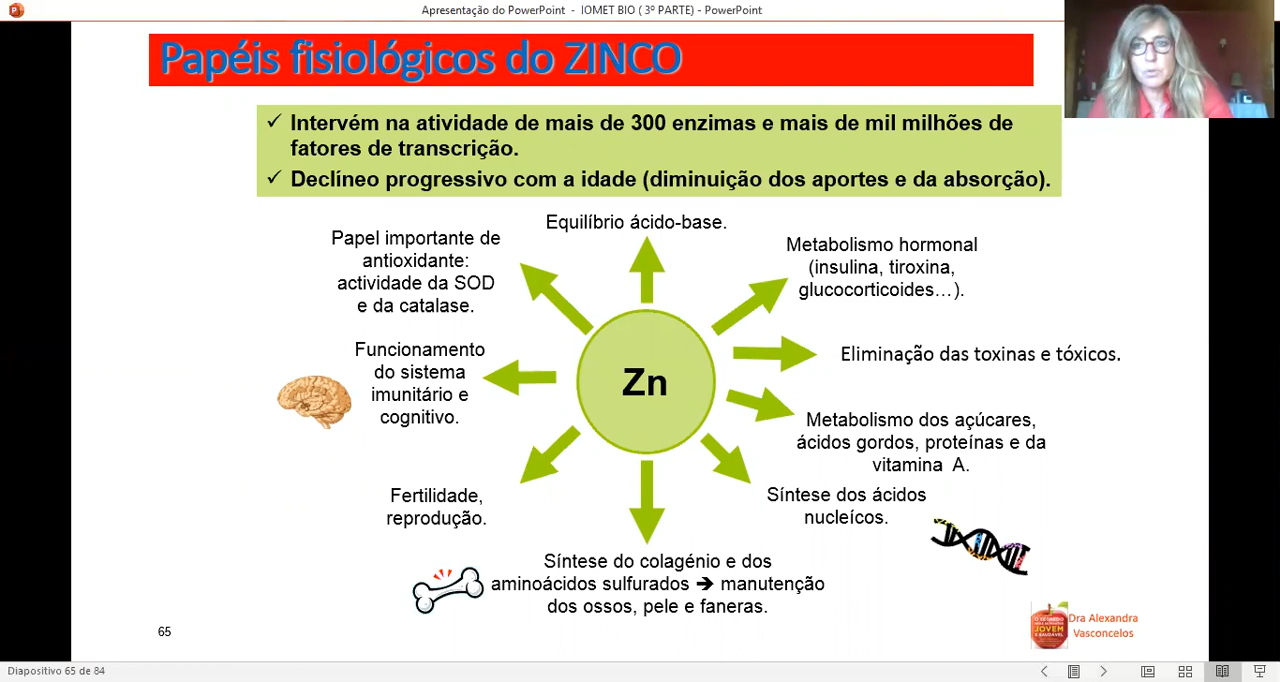 Apresentação do PowerPoint - IOMET BIO ( 3º PARTE) - PowerPoint
Papéis fisiológicos do ZINCO
✓ Intervém na atividade de mais de 300 enzimas e mais de mil milhões de
fatores de transcrição.
✓ Declíneo progressivo com a idade (diminuição dos aportes e da absorção).
Equilíbrio ácido-base.
Papel importante de
antioxidante:
actividade da SOD
e da catalase.
Metabolismo hormonal
(insulina, tiroxina,
glucocorticoides…).
Funcionamento
do sistema
imunitário e
cognitivo.
Zn
Eliminação das toxinas e tóxicos.
Metabolismo dos açúcares,
ácidos gordos, proteínas e da
vitamina A.
Fertilidade,
reprodução.
Síntese dos ácidos
nucleícos.
Síntese do colagénio e dos
aminoácidos sulfurados ➔ manutenção
dos ossos, pele e faneras.
JOVEM
Dra Alexandra
Vasconcelos
65
Diapositivo 65 de 84